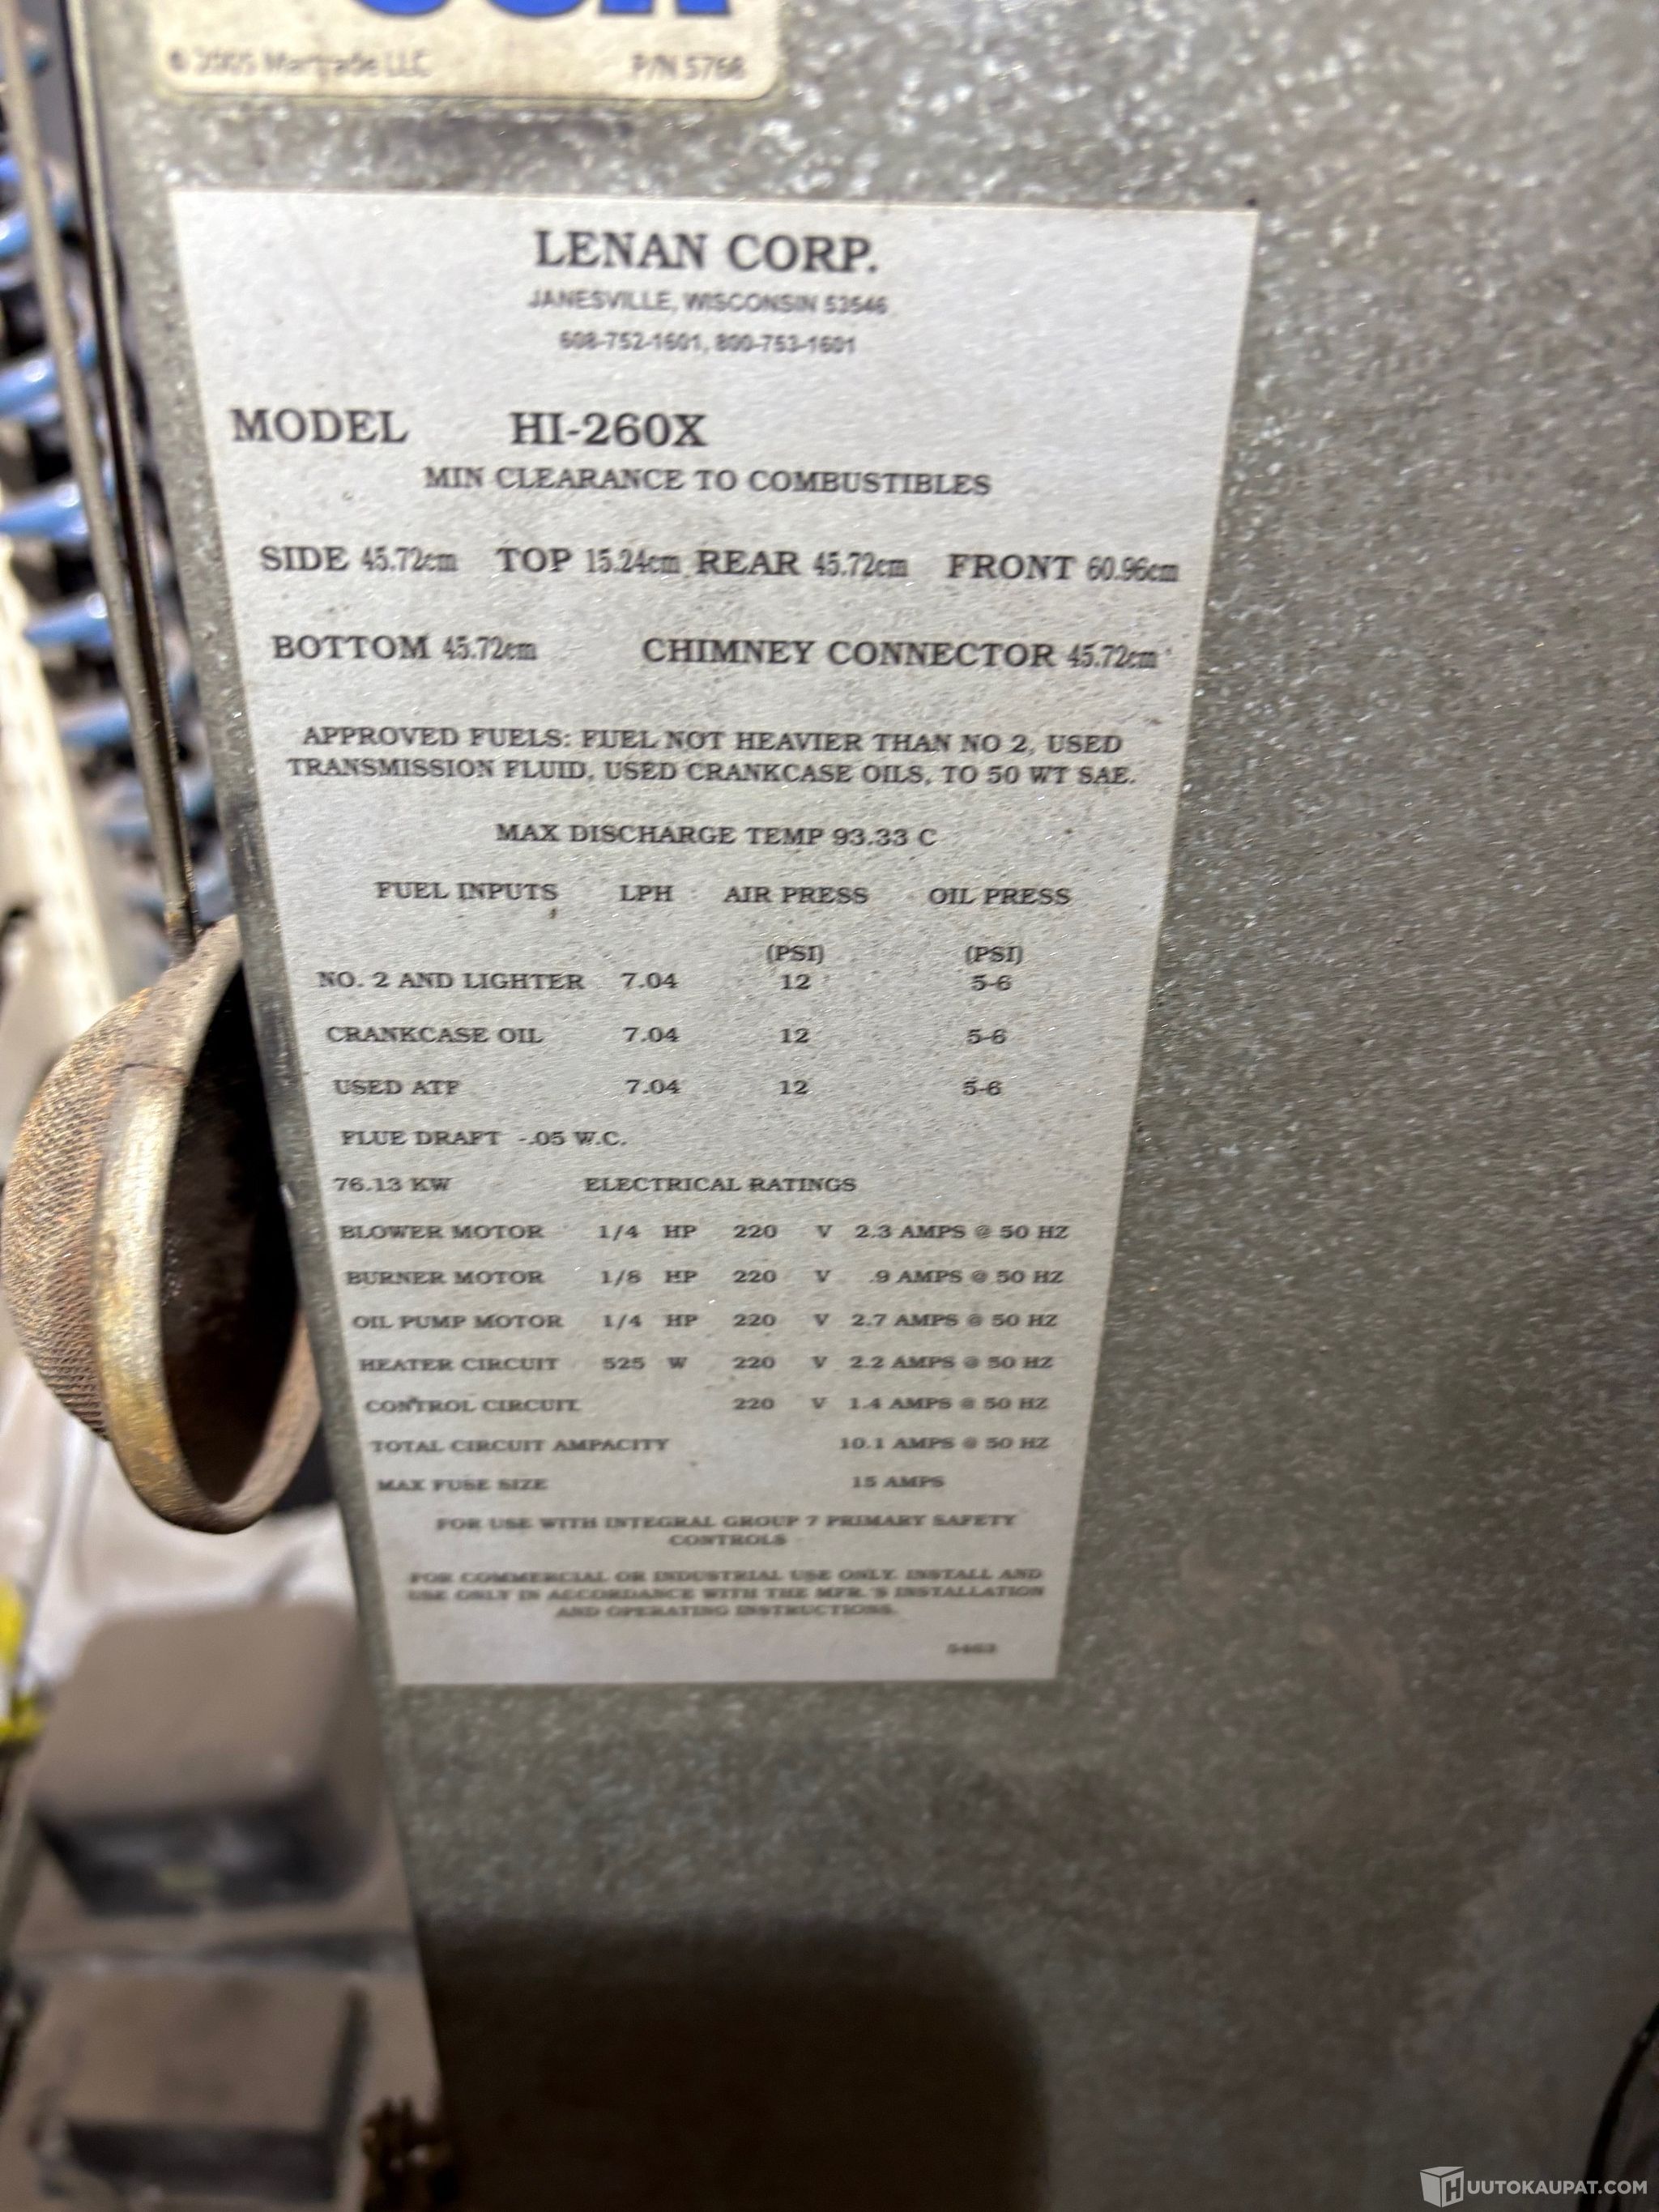 © 2005 Martrade LLC P/N 5768
LENAN CORP.
JANESVILLE, WISCONSIN 53546
608-752-1601, 800-753-1601
MODEL HI-260X
MIN CLEARANCE TO COMBUSTIBLES
SIDE 45.72cm TOP 15.24cm REAR 45.72cm FRONT 60.96cm
BOTTOM 45.72cm CHIMNEY CONNECTOR 45.72cm
APPROVED FUELS: FUEL NOT HEAVIER THAN NO 2, USED
TRANSMISSION FLUID, USED CRANKCASE OILS, TO 50 WT SAE.
MAX DISCHARGE TEMP 93.33 C
FUEL INPUTS LPH AIR PRESS OIL PRESS
(PSI) (PSI)
NO. 2 AND LIGHTER 7.04 12 5-6
CRANKCASE OIL 7.04 12 5-6
USED ATF 7.04 12 5-6
FLUE DRAFT -.05 W.C.
76.13 KW ELECTRICAL RATINGS
BLOWER MOTOR 1/4 HP 220 V 2.3 AMPS @ 50 HZ
BURNER MOTOR 1/8 HP 220 V .9 AMPS @ 50 HZ
OIL PUMP MOTOR 1/4 HP 220 V 2.7 AMPS @ 50 HZ
HEATER CIRCUIT 525 W 220 V 2.2 AMPS @ 50 HZ
CONTROL CIRCUIT 220 V 1.4 AMPS @ 50 HZ
TOTAL CIRCUIT AMPACITY 10.1 AMPS @ 50 HZ
MAX FUSE SIZE 15 AMPS
FOR USE WITH INTEGRAL GROUP 7 PRIMARY SAFETY
CONTROLS
FOR COMMERCIAL OR INDUSTRIAL USE ONLY. INSTALL AND
USE ONLY IN ACCORDANCE WITH THE MFR.'S INSTALLATION
AND OPERATING INSTRUCTIONS.
HUUTOKAUPAT.COM